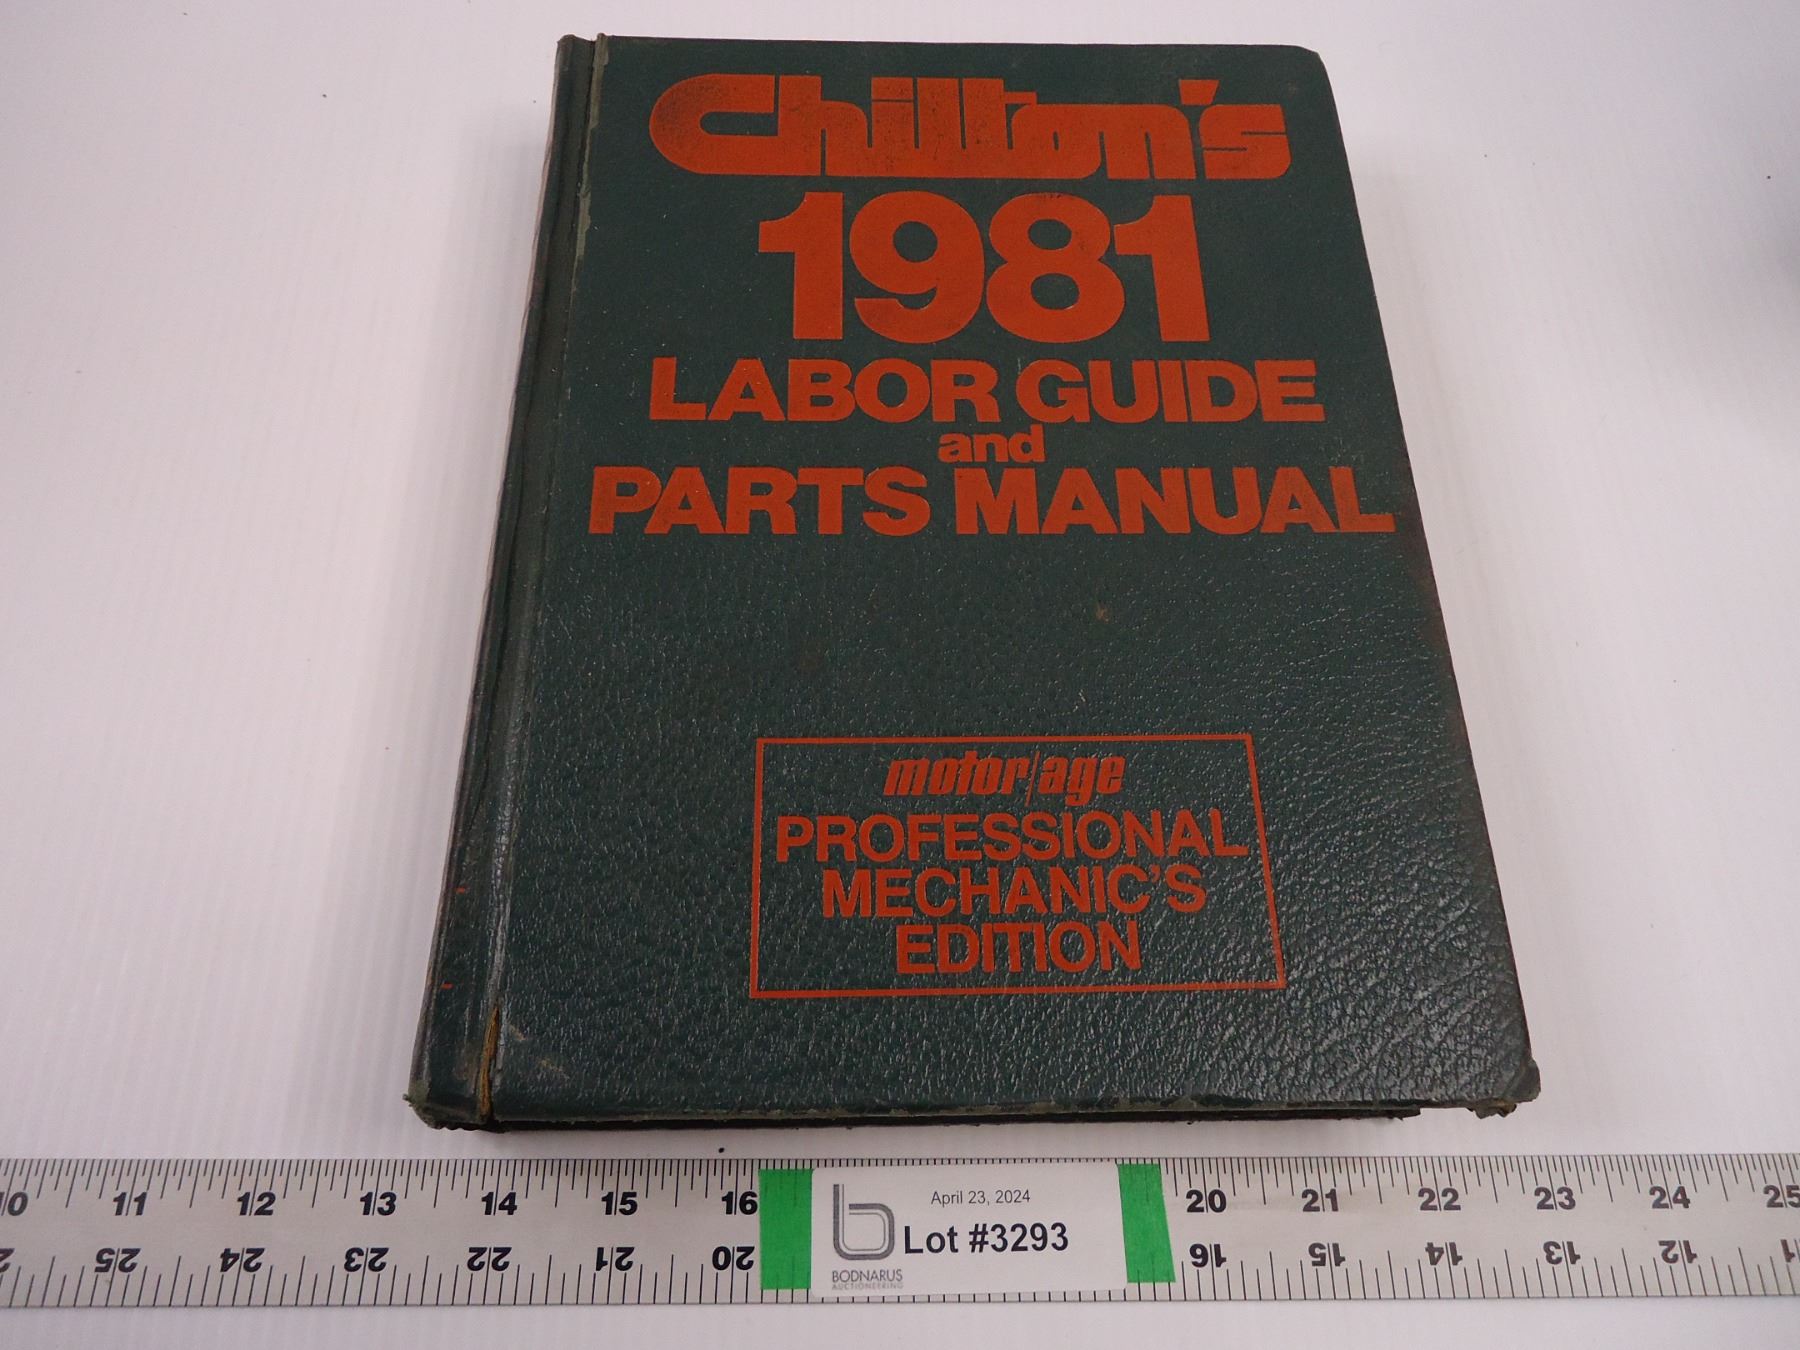 Chilton's
1981
LABOR GUIDE
and
PARTS MANUAL
motor/age
PROFESSIONAL
MECHANIC'S
EDITION
10 11 12 13 14 15 16 20 21 22 23 24 25
April 23, 2024
Lot #3293
BODNARUS
AUCTIONEERING
25 24 23 22 21 20 16 15 14 13 12 11